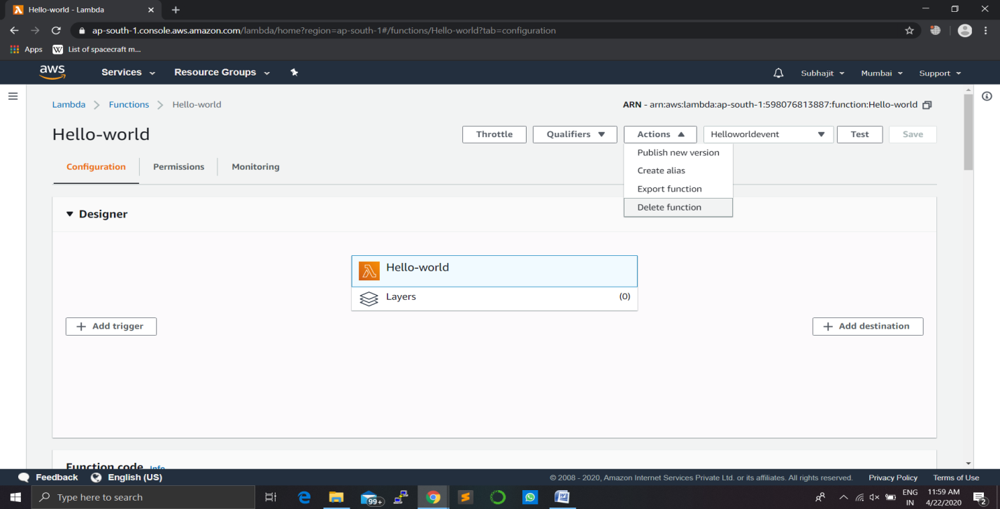 Hello-world - Lambda
ap-south-1.console.aws.amazon.com/lambda/home?region=ap-south-1#/functions/Hello-world?tab=configuration
Apps W List of spacecraft m...
aws Services Resource Groups Subhajit Mumbai Support
Lambda Functions Hello-world ARN - arn:aws:lambda:ap-south-1:598076813887:function:Hello-world
Hello-world Throttle Qualifiers Actions Helloworldevent Test Save
Publish new version
Configuration Permissions Monitoring
Create alias
Export function
Delete function
Designer
Hello-world
Layers (0)
Add trigger Add destination
Function code Info
Feedback English (US) © 2008 - 2020, Amazon Internet Services Private Ltd. or its affiliates. All rights reserved. Privacy Policy Terms of Use
Type here to search 99+ ENG 11:59 AM
IN 4/22/2020 2